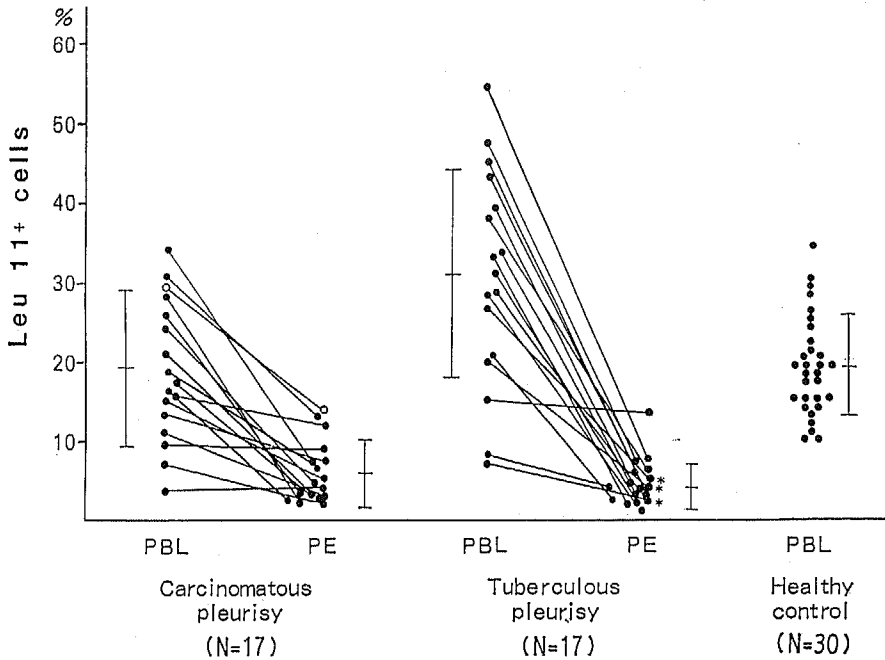 %
60
50
40
30
20
10
Leu 11+ cells
*
*
*
PBL PE PBL PE PBL
Carcinomatous Tuberculous Healthy
pleurisy pleurisy control
(N=17) (N=17) (N=30)